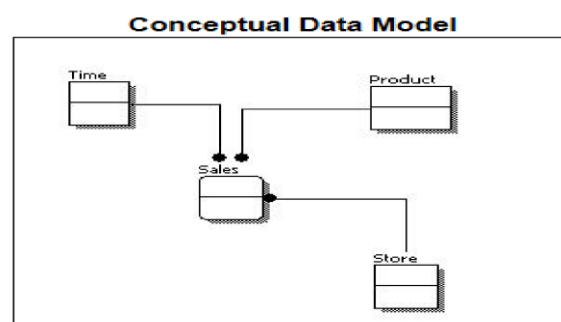 Conceptual Data Model
Time
Product
Sales
Store